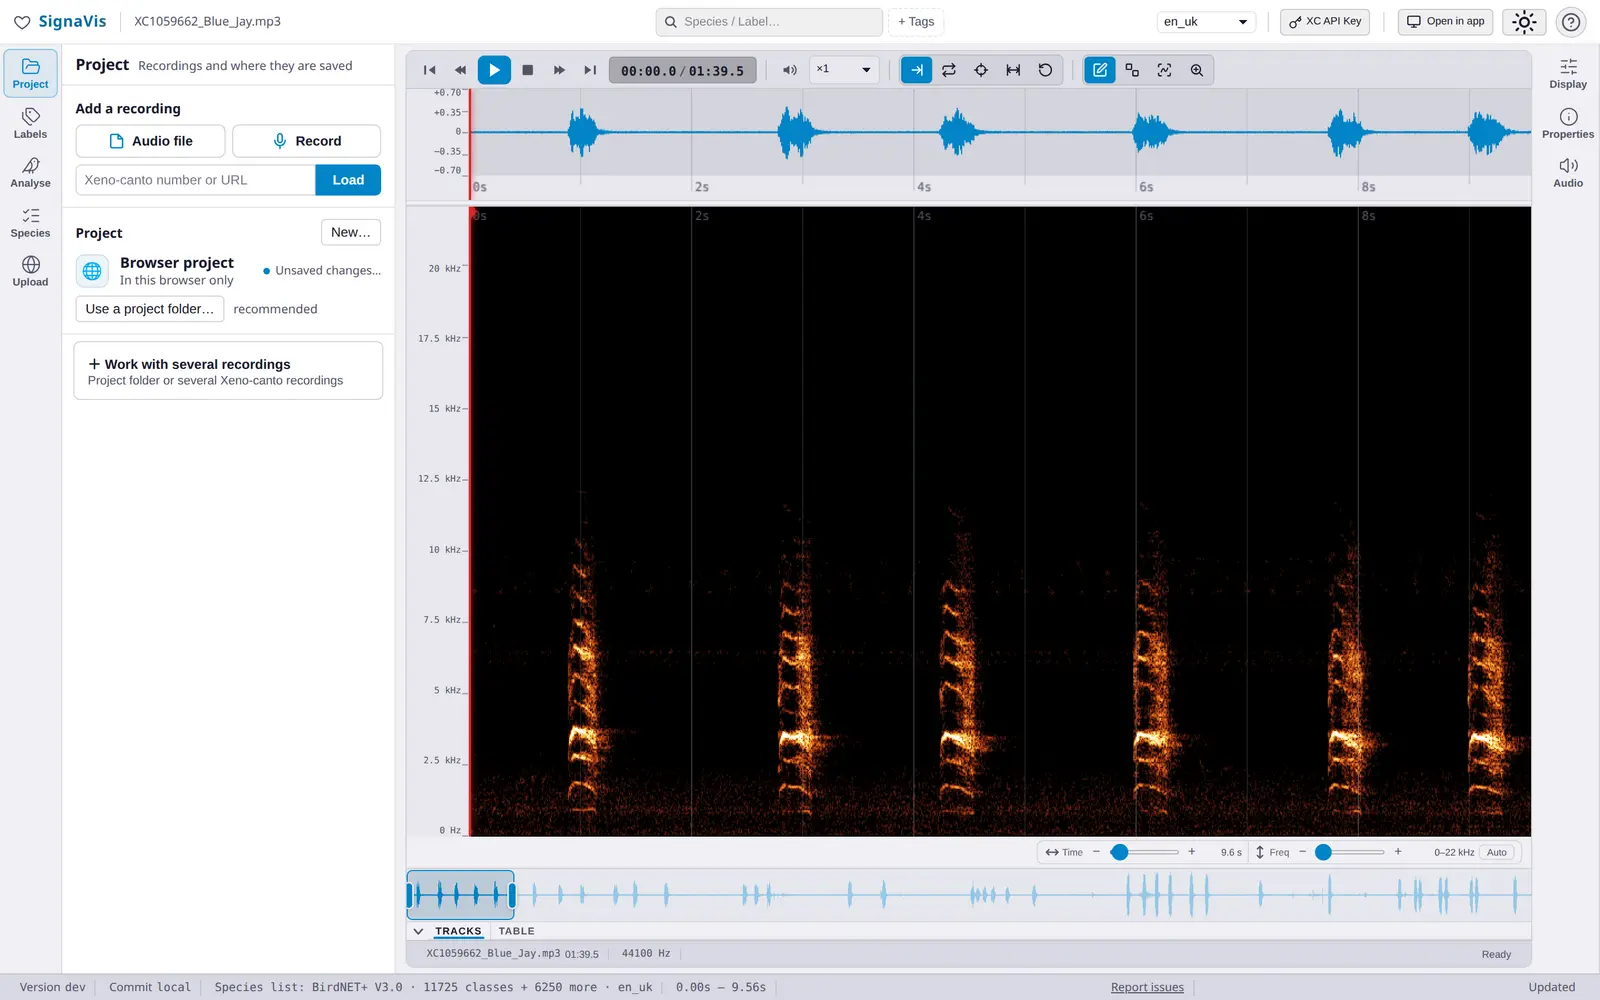 SignaVis
XC1059662_Blue_Jay.mp3
Species / Label…
+ Tags
en_uk
XC API Key
Open in app
Project
Labels
Analyse
Species
Upload
Project Recordings and where they are saved
Add a recording
Audio file
Record
Xeno-canto number or URL
Load
Project
New…
Browser project
In this browser only
Unsaved changes…
Use a project folder…
recommended
+ Work with several recordings
Project folder or several Xeno-canto recordings
00:00.0 / 01:39.5
×1
+0.70
+0.35
0
−0.35
−0.70
0s 2s 4s 6s 8s
0s 2s 4s 6s 8s
20 kHz
17.5 kHz
15 kHz
12.5 kHz
10 kHz
7.5 kHz
5 kHz
2.5 kHz
0 Hz
Time − + 9.6 s
Freq − + 0–22 kHz Auto
TRACKS TABLE
XC1059662_Blue_Jay.mp3 01:39.5 44100 Hz
Ready
Display
Properties
Audio
Version dev Commit local Species list: BirdNET+ V3.0 · 11725 classes + 6250 more · en_uk 0.00s – 9.56s
Report issues
Updated